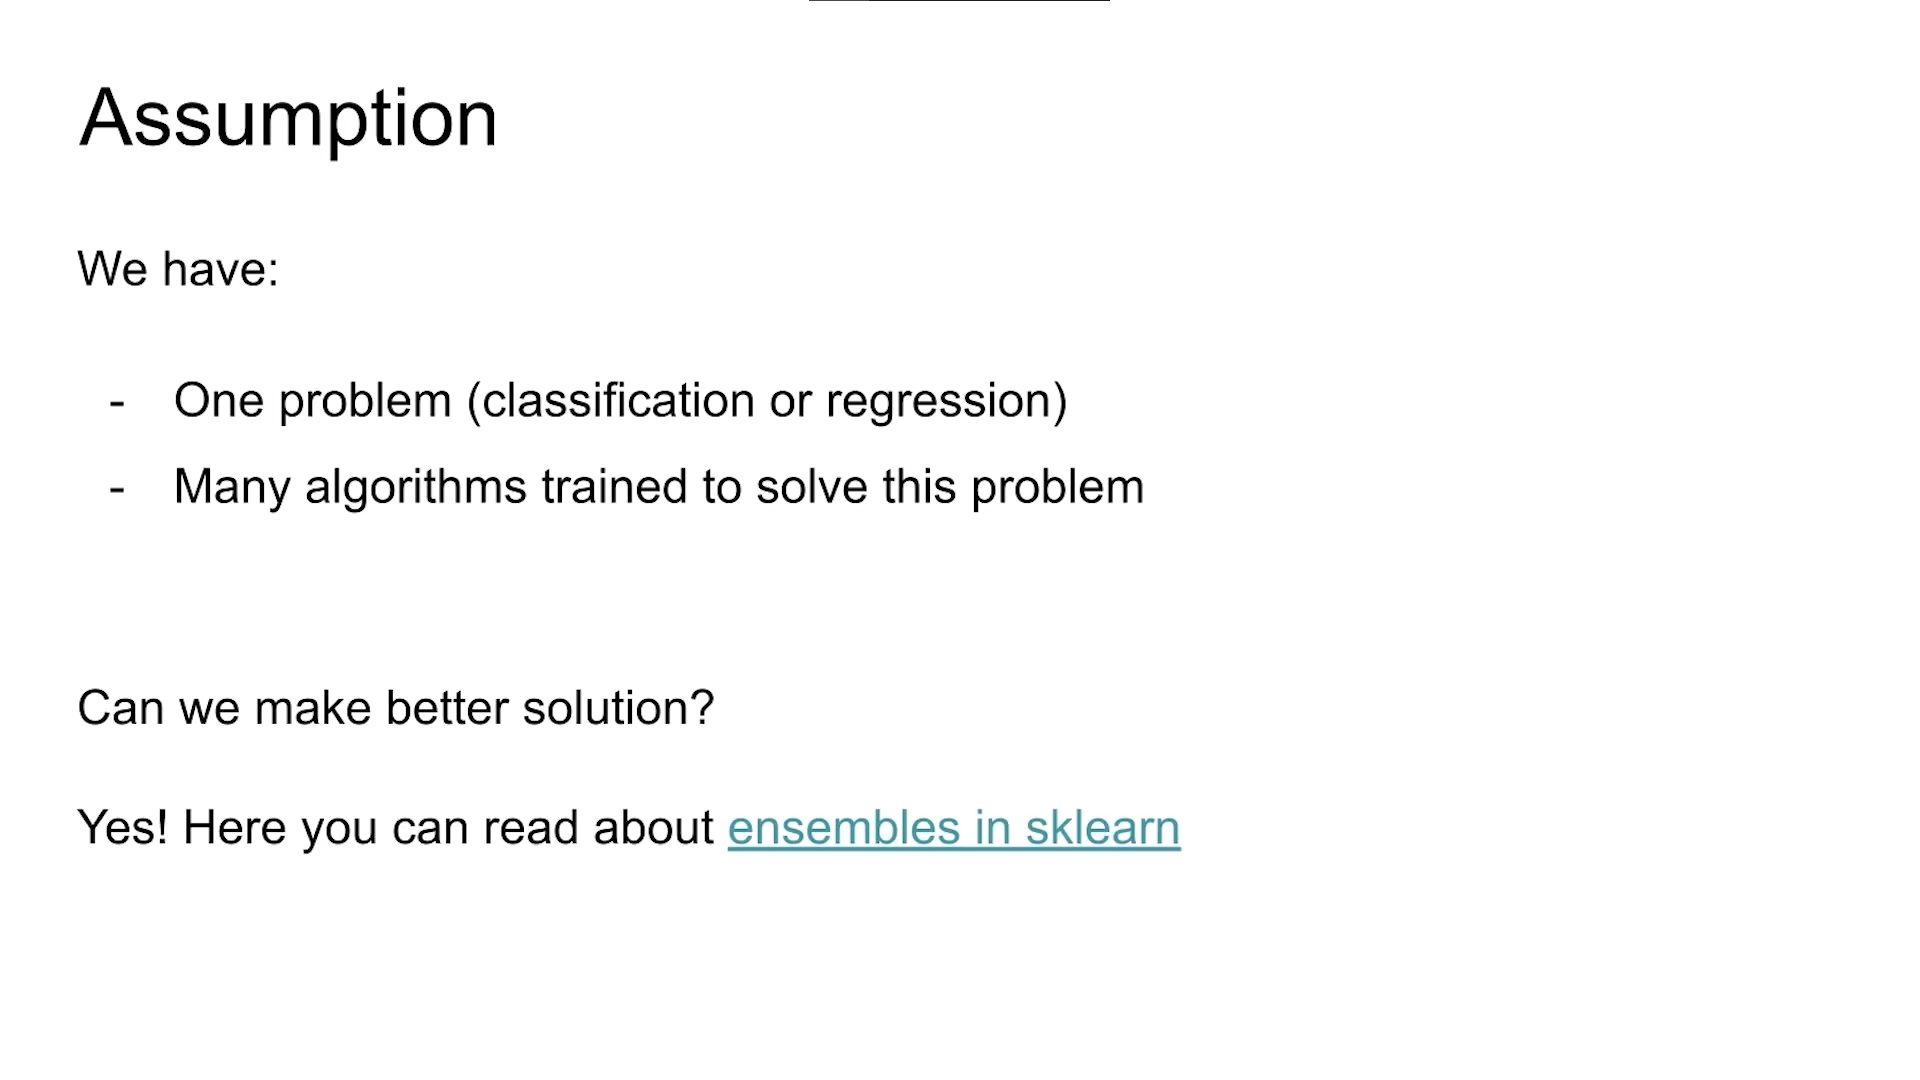 Assumption
We have:
- One problem (classification or regression)
- Many algorithms trained to solve this problem
Can we make better solution?
Yes! Here you can read about ensembles in sklearn